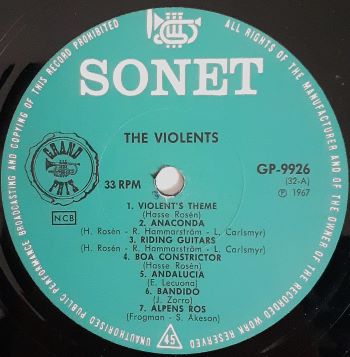 BROADCASTING AND COPYING OF THIS RECORD PROHIBITED
ALL RIGHTS OF THE MANUFACTURER AND OF THE OWNER OF THE RECORDED WORK RESERVED
UNAUTHORISED PUBLIC PERFORMANCE
SONET
THE VIOLENTS
GRAND
PRIX
33 RPM
GP-9926
(32-A)
℗ 1967
NCB
1. VIOLENT'S THEME
(Hasse Rosén)
2. ANACONDA
(H. Rosén - R. Hammarström - L. Carlsmyr)
3. RIDING GUITARS
(H. Rosén - R. Hammarström - L. Carlsmyr)
4. BOA CONSTRICTOR
(Hasse Rosén)
5. ANDALUCIA
(E. Lecuona)
6. BANDIDO
(J. Zorro)
7. ALPENS ROS
(Frogman - S. Akeson)
45